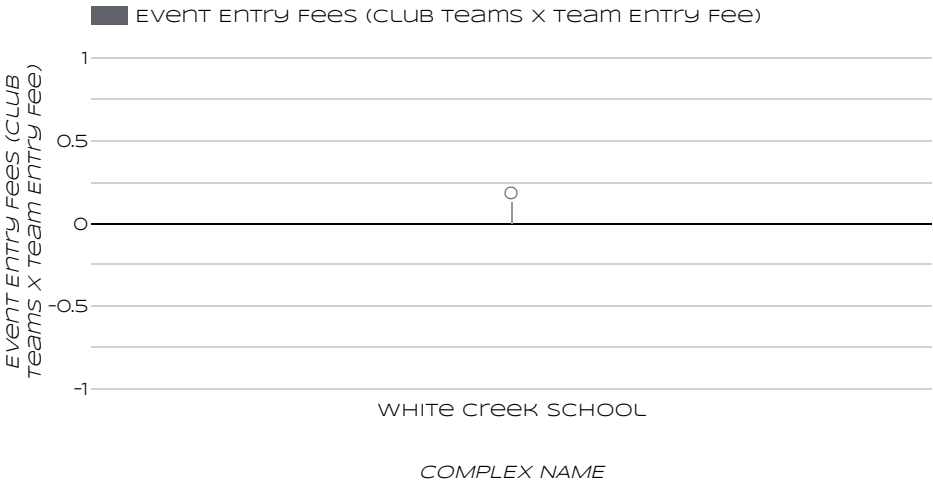 Event Entry Fees (Club Teams x Team Entry Fee)
Event Entry Fees (Club
Teams x Team Entry Fee)
1
0.5
0
-0.5
-1
0
White Creek School
Complex Name